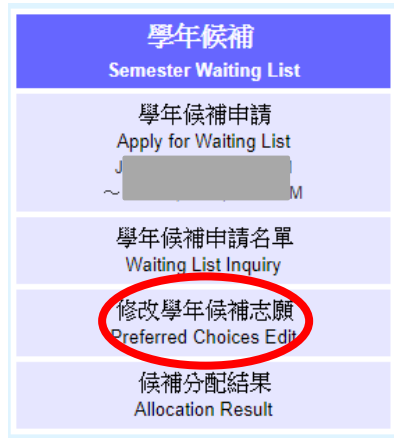 學年候補
Semester Waiting List
學年候補申請
Apply for Waiting List
J
～ M
學年候補申請名單
Waiting List Inquiry
修改學年候補志願
Preferred Choices Edit
候補分配結果
Allocation Result